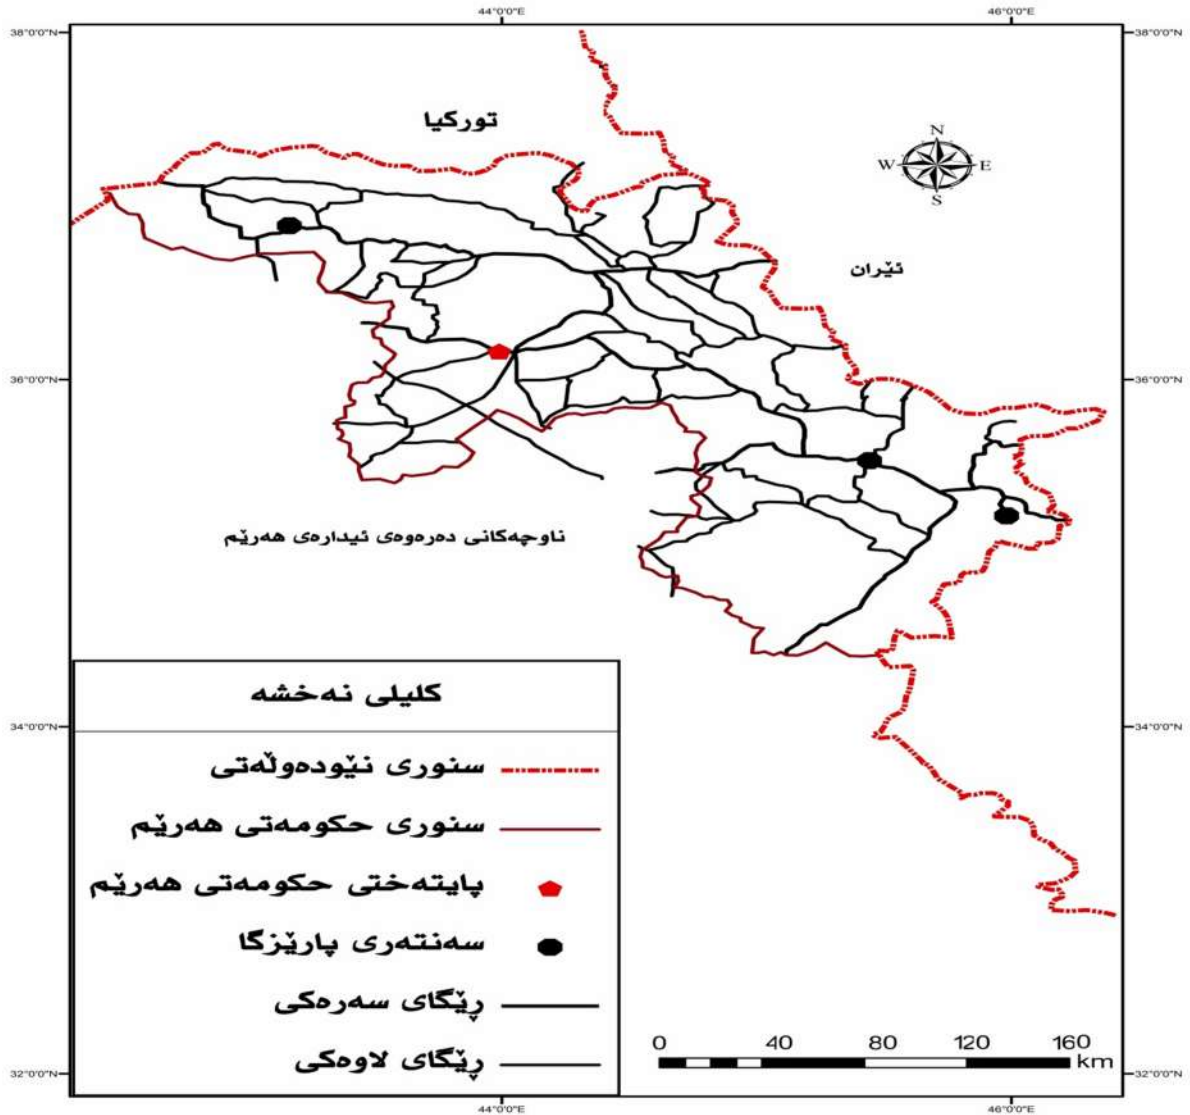 44°0'0"E 46°0'0"E
38°0'0"N 38°0'0"N
تورکیا
N
W E
S
ئێران
36°0'0"N 36°0'0"N
ناوچەکانی دەرەوەی ئیدارەی هەرێم
کلیلی نەخشە
34°0'0"N 34°0'0"N
سنوری نێودەوڵەتی
سنوری حکومەتی هەرێم
پایتەختی حکومەتی هەرێم
سەنتەری پارێزگا
ڕێگای سەرەکی
ڕێگای لاوەکی
0 40 80 120 160
km
32°0'0"N 32°0'0"N
44°0'0"E 46°0'0"E